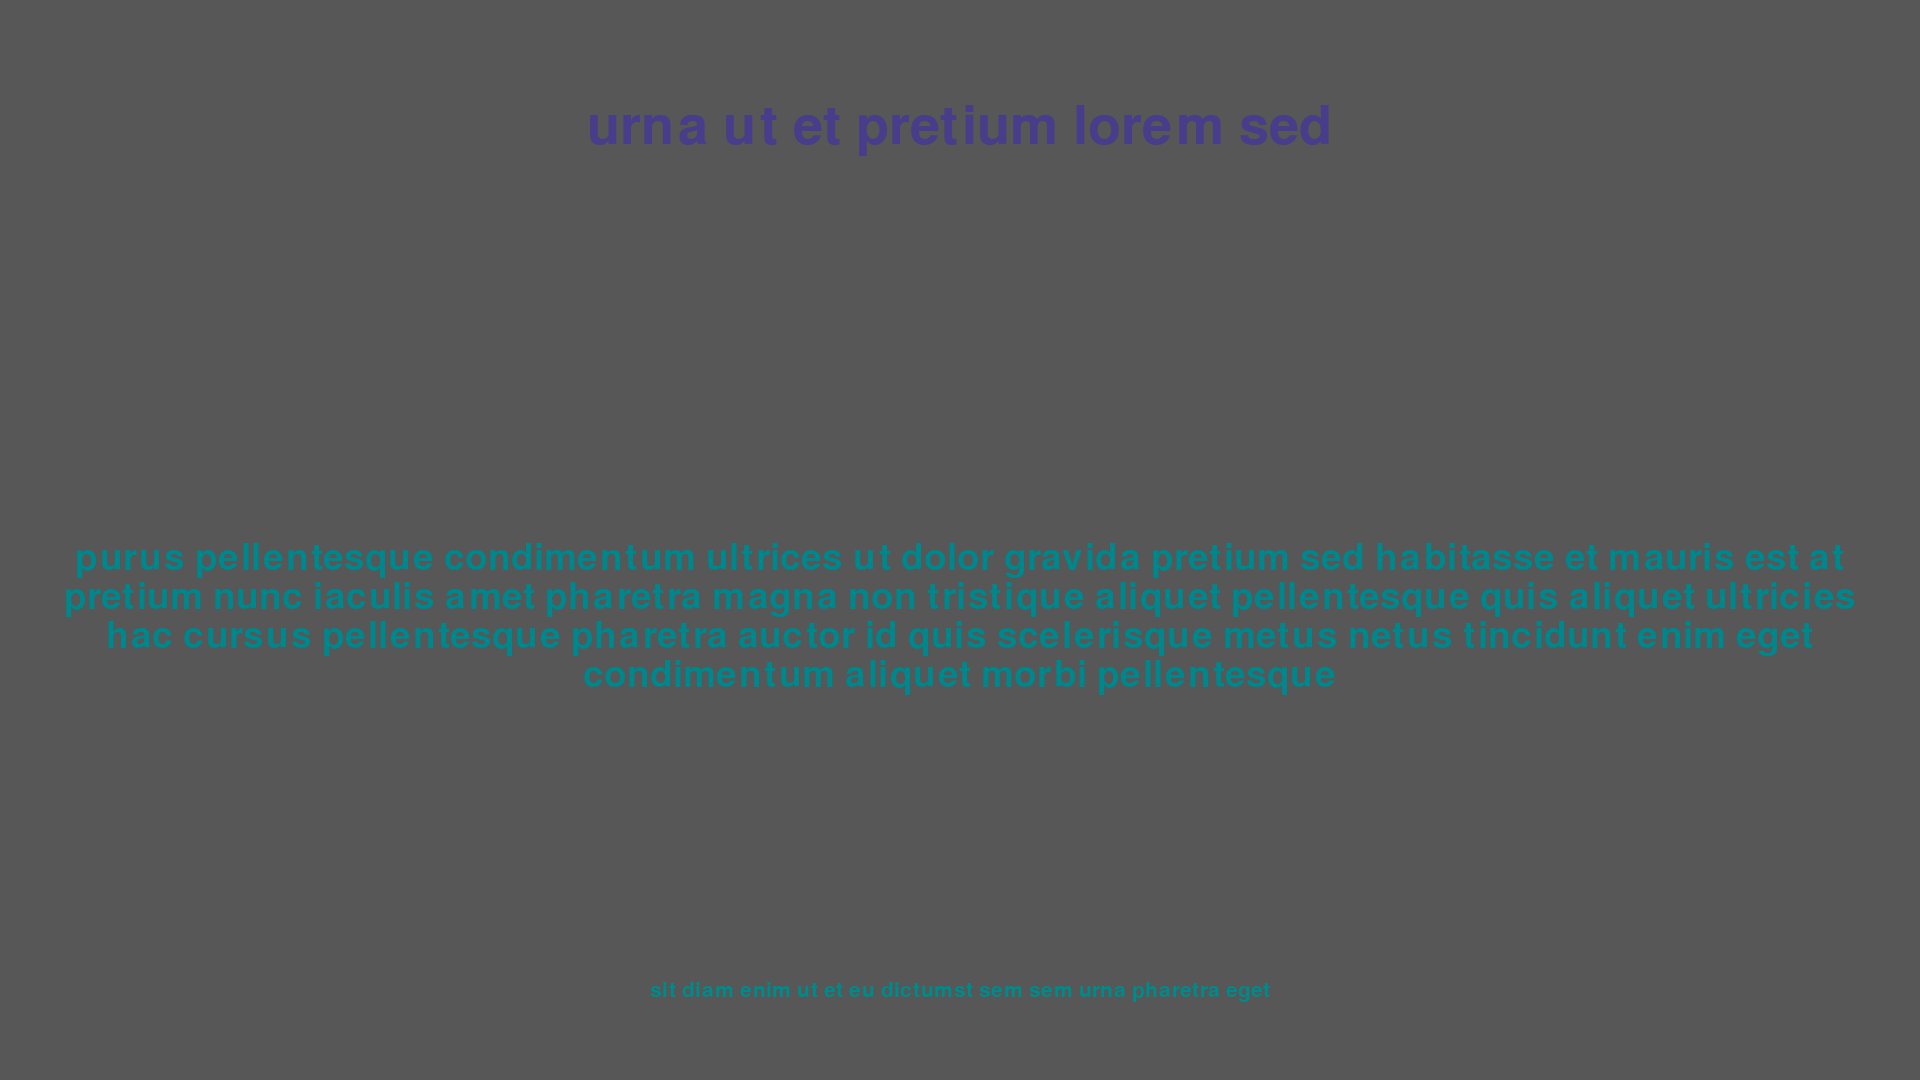 urna ut et pretium lorem sed
purus pellentesque condimentum ultrices ut dolor gravida pretium sed habitasse et mauris est at
pretium nunc iaculis amet pharetra magna non tristique aliquet pellentesque quis aliquet ultricies
hac cursus pellentesque pharetra auctor id quis scelerisque metus netus tincidunt enim eget
condimentum aliquet morbi pellentesque
sit diam enim ut et eu dictumst sem sem urna pharetra eget